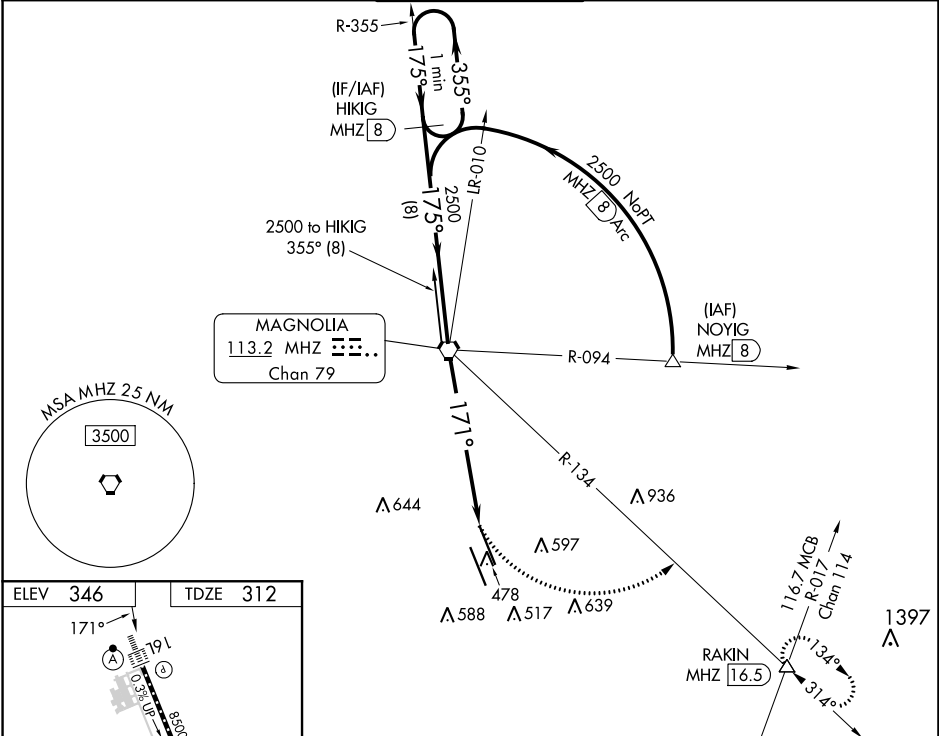 R-355
175°
1 min
355°
(IF/IAF)
HIKIG
MHZ 8
LR-010
2500 NoPT
MHZ 8 Arc
2500
175°
(8)
2500 to HIKIG
355° (8)
MAGNOLIA
113.2 MHZ
Chan 79
(IAF)
NOYIG
MHZ 8
R-094
MSA MHZ 25 NM
3500
171°
R-134
644
936
597
478
588
517
639
116.7 MCB
R-017
Chan 114
1397
RAKIN
MHZ 16.5
134°
314°
ELEV 346
TDZE 312
171°
16L
A
P
0.3% UP
8500